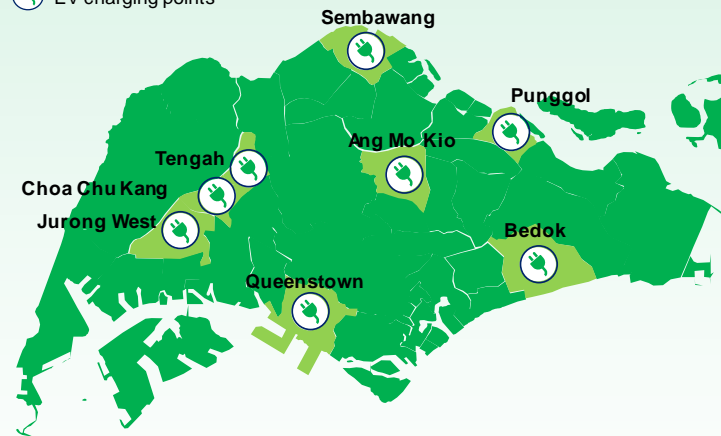 EV charging points
Sembawang
Punggol
Ang Mo Kio
Tengah
Choa Chu Kang
Jurong West
Bedok
Queenstown